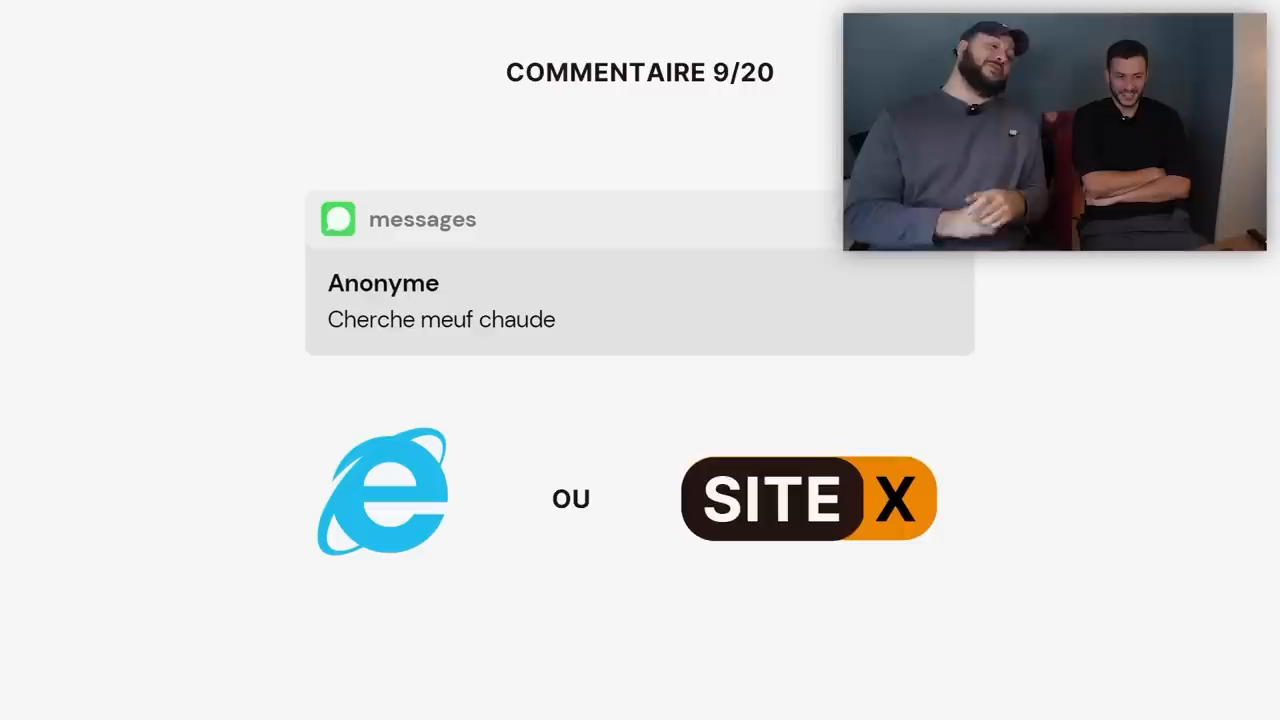 COMMENTAIRE 9/20
messages
Anonyme
Cherche meuf chaude
e OU SITE X